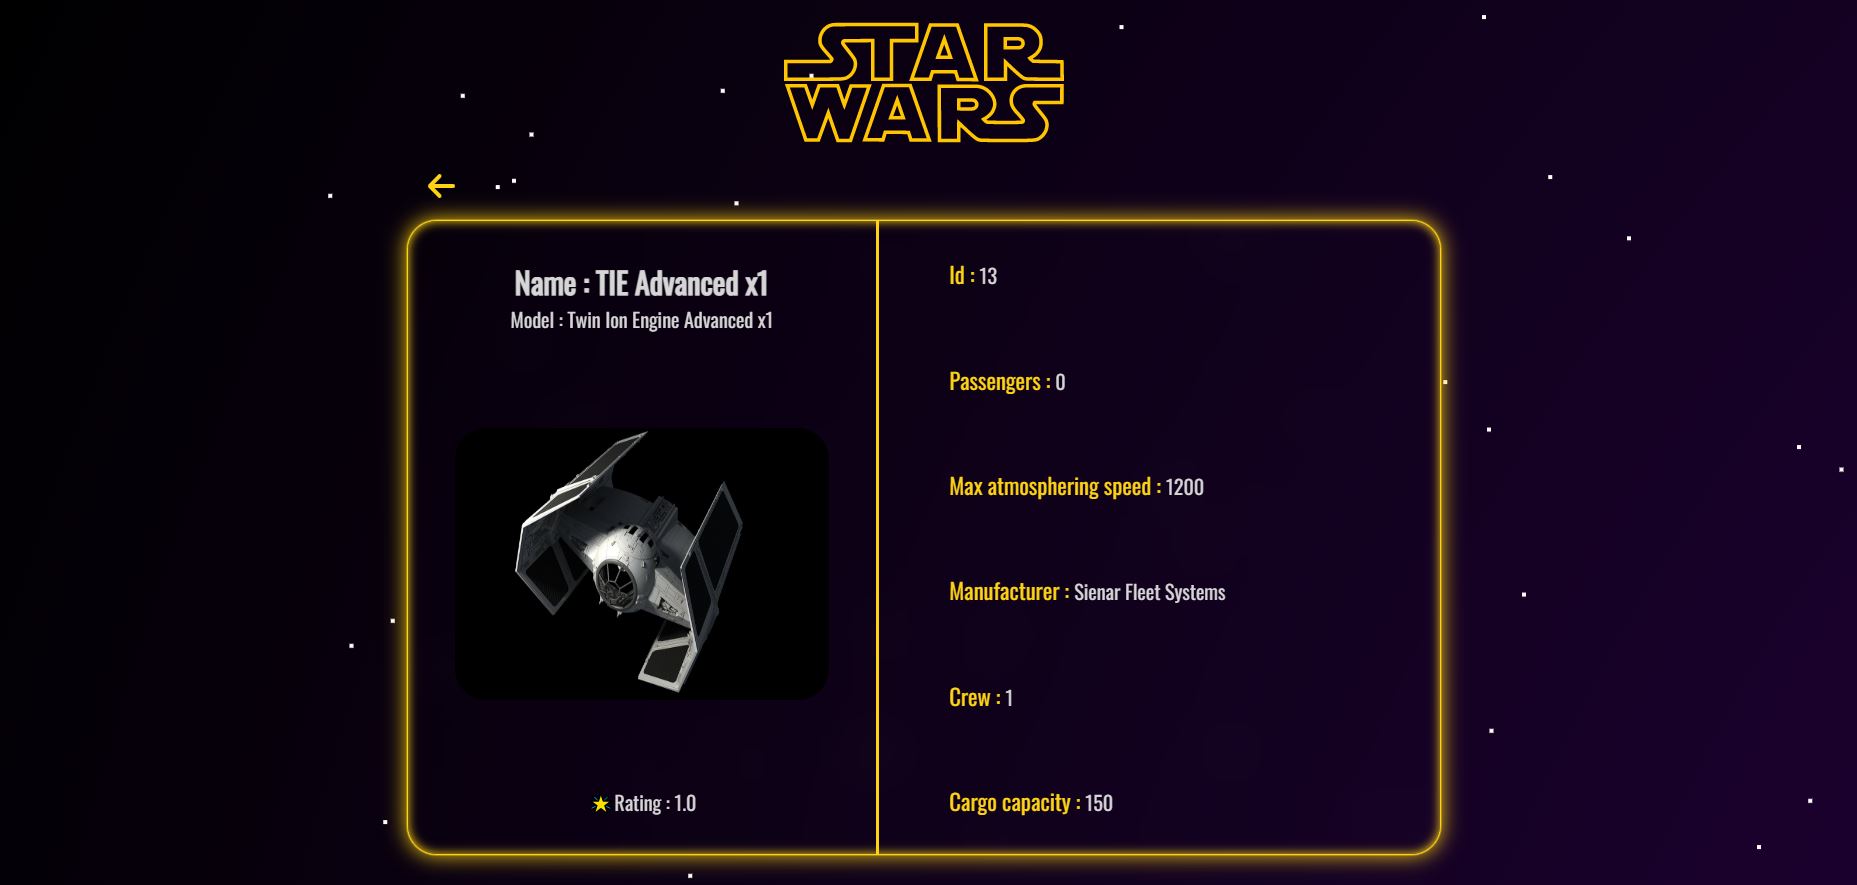 STAR
WARS
Name : TIE Advanced x1
Model : Twin Ion Engine Advanced x1
Rating : 1.0
Id : 13
Passengers : 0
Max atmosphering speed : 1200
Manufacturer : Sienar Fleet Systems
Crew : 1
Cargo capacity : 150